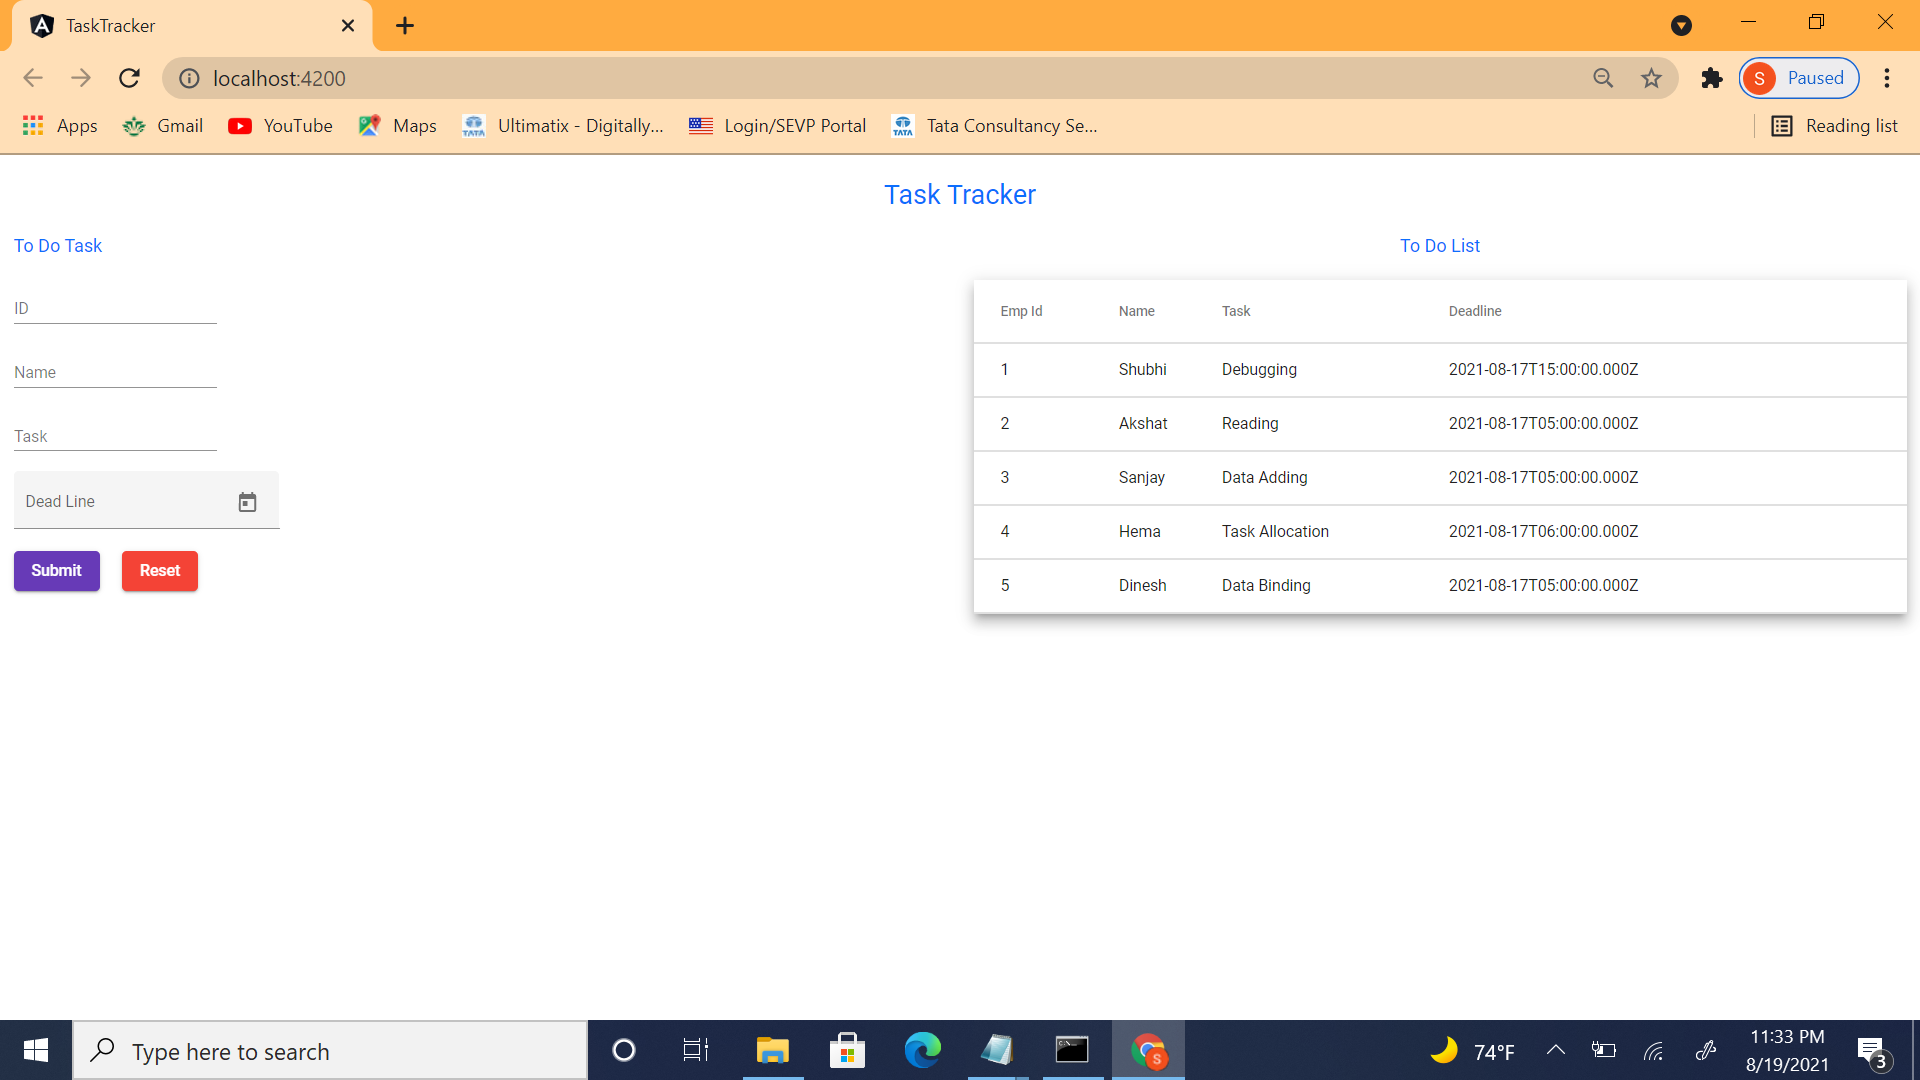 TaskTracker
localhost:4200
S Paused
Apps Gmail YouTube Maps TATA Ultimatix - Digitally... Login/SEVP Portal TATA Tata Consultancy Se... Reading list
Task Tracker
To Do Task
ID
Name
Task
Dead Line
Submit Reset
To Do List
Emp Id Name Task Deadline
1 Shubhi Debugging 2021-08-17T15:00:00.000Z
2 Akshat Reading 2021-08-17T05:00:00.000Z
3 Sanjay Data Adding 2021-08-17T05:00:00.000Z
4 Hema Task Allocation 2021-08-17T06:00:00.000Z
5 Dinesh Data Binding 2021-08-17T05:00:00.000Z
Type here to search
S
74°F
11:33 PM
8/19/2021
3